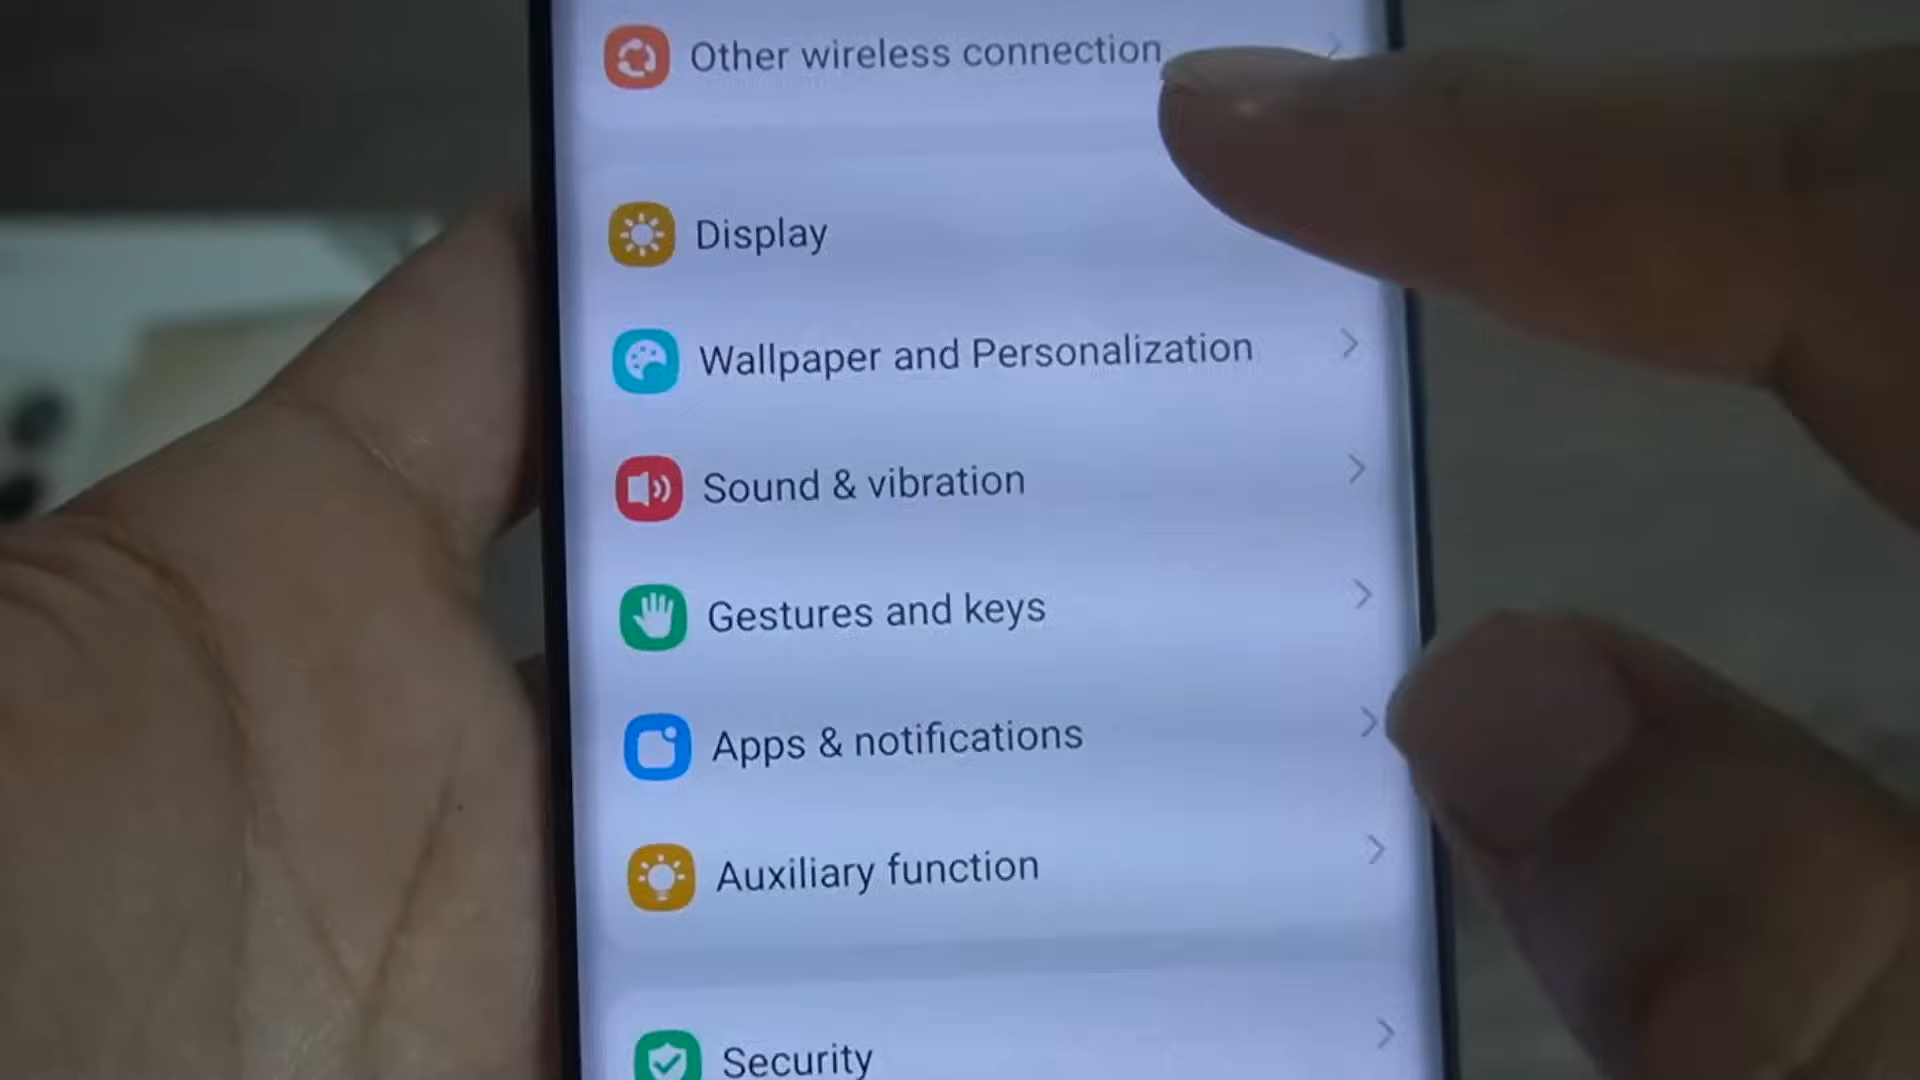 Other wireless connection
Display
Wallpaper and Personalization
Sound & vibration
Gestures and keys
Apps & notifications
Auxiliary function
Security